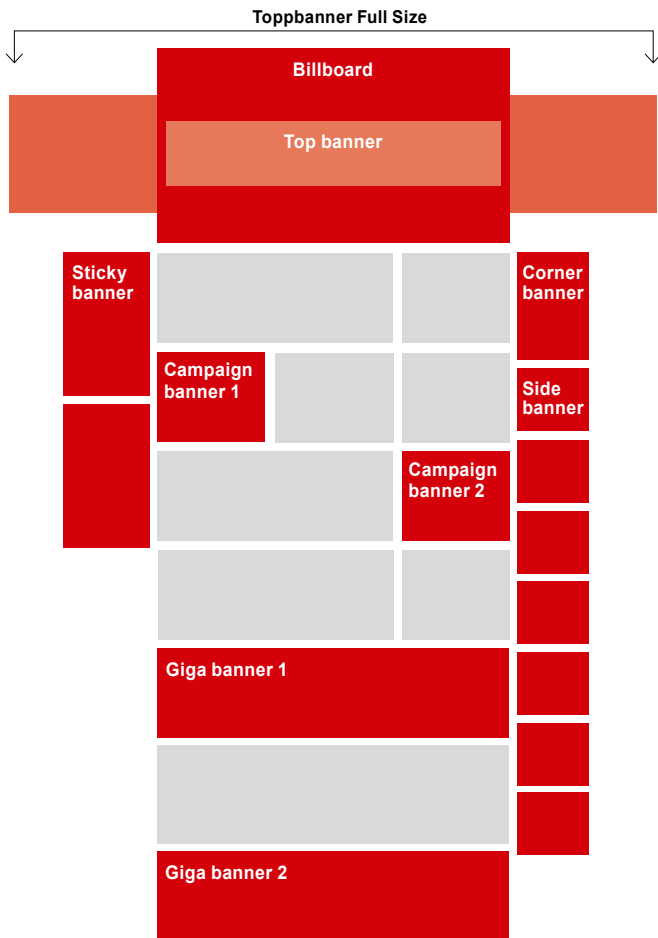 Toppbanner Full Size
Billboard
Top banner
Sticky
banner
Corner
banner
Campaign
banner 1
Side
banner
Campaign
banner 2
Giga banner 1
Giga banner 2